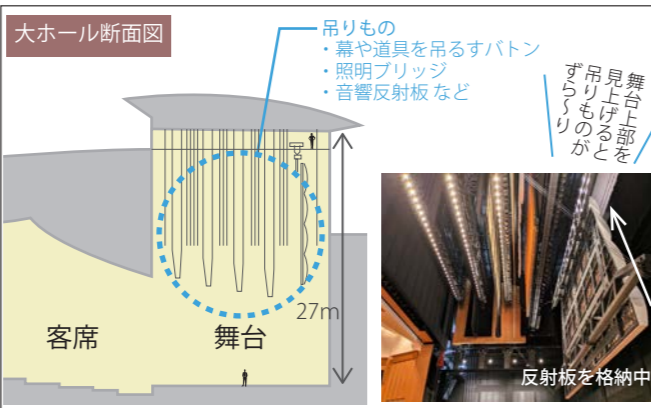 大ホール断面図
吊りもの
・幕や道具を吊るすバトン
・照明ブリッジ
・音響反射板 など
舞台上部を
見上げると
吊りものが
ずら〜り
27m
客席
舞台
反射板を格納中